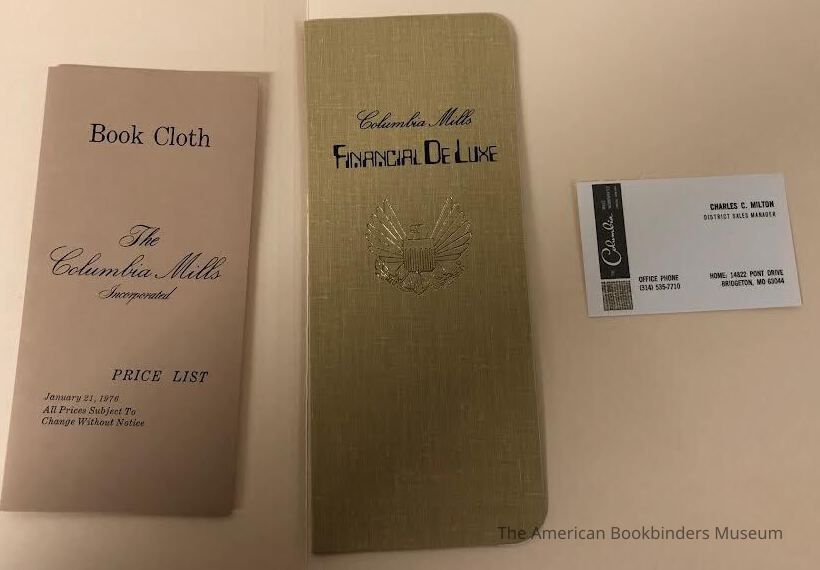 Book Cloth
The
Columbia Mills
Incorporated
PRICE LIST
January 21, 1976
All Prices Subject To
Change Without Notice
Columbia Mills
FINANCIAL DE LUXE
The Columbia
CHARLES C. MILTON
DISTRICT SALES MANAGER
OFFICE PHONE
(314) 535-7710
HOME: 14822 PONT DRIVE
BRIDGETON, MO 63044
The American Bookbinders Museum